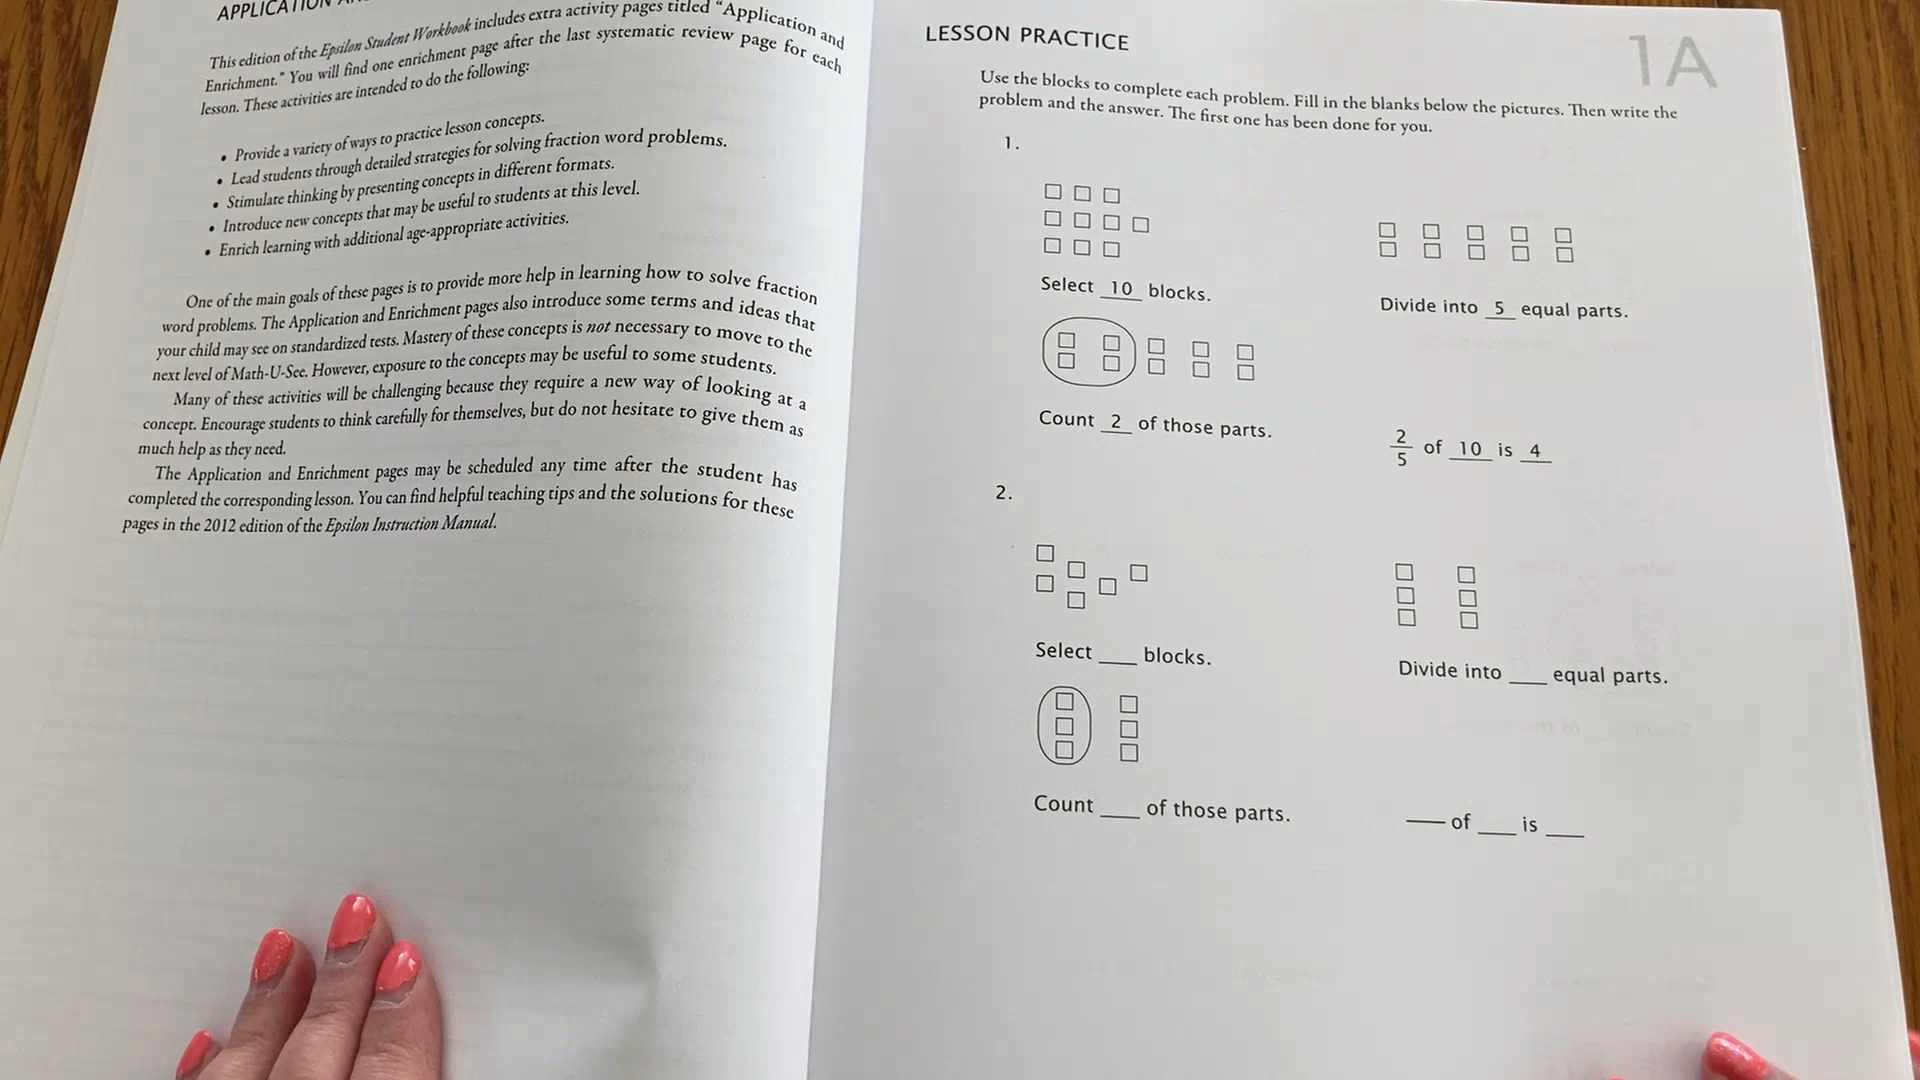 APPLICATION
This edition of the Epsilon Student Workbook includes extra activity pages titled “Application and
Enrichment.” You will find one enrichment page after the last systematic review page for each
lesson. These activities are intended to do the following:
• Provide a variety of ways to practice lesson concepts.
• Lead students through detailed strategies for solving fraction word problems.
• Stimulate thinking by presenting concepts in different formats.
• Introduce new concepts that may be useful to students at this level.
• Enrich learning with additional age-appropriate activities.
One of the main goals of these pages is to provide more help in learning how to solve fraction
word problems. The Application and Enrichment pages also introduce some terms and ideas that
your child may see on standardized tests. Mastery of these concepts is not necessary to move to the
next level of Math-U-See. However, exposure to the concepts may be useful to some students.
Many of these activities will be challenging because they require a new way of looking at a
concept. Encourage students to think carefully for themselves, but do not hesitate to give them as
much help as they need.
The Application and Enrichment pages may be scheduled any time after the student has
completed the corresponding lesson. You can find helpful teaching tips and the solutions for these
pages in the 2012 edition of the Epsilon Instruction Manual.
LESSON PRACTICE
1A
Use the blocks to complete each problem. Fill in the blanks below the pictures. Then write the
problem and the answer. The first one has been done for you.
1.
Select 10 blocks.
Divide into 5 equal parts.
Count 2 of those parts.
2/5 of 10 is 4
2.
Select ___ blocks.
Divide into ___ equal parts.
Count ___ of those parts.
___ of ___ is ___